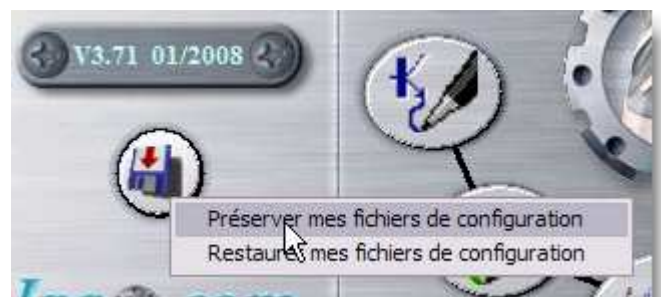 V3.71 01/2008
Préserver mes fichiers de configuration
Restaurer mes fichiers de configuration